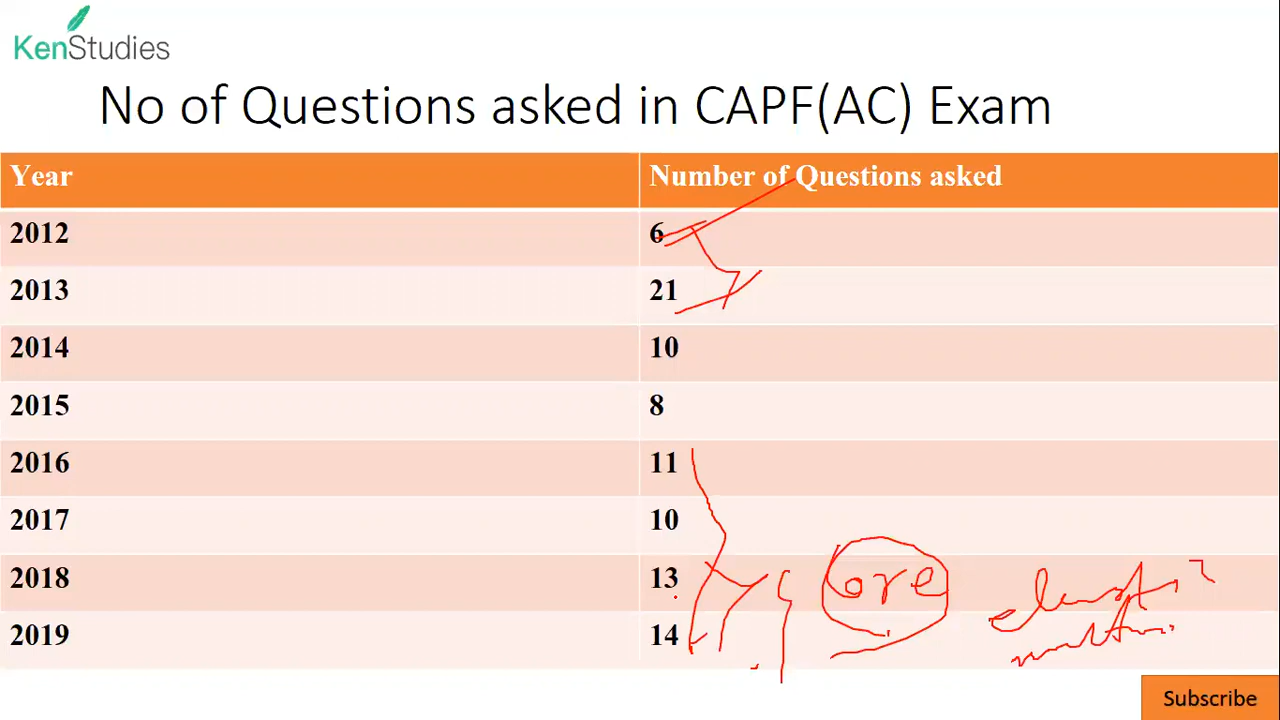 KenStudies
No of Questions asked in CAPF(AC) Exam
Year Number of Questions asked
2012 6
2013 21
2014 10
2015 8
2016 11
2017 10
2018 13
2019 14
ore
Subscribe